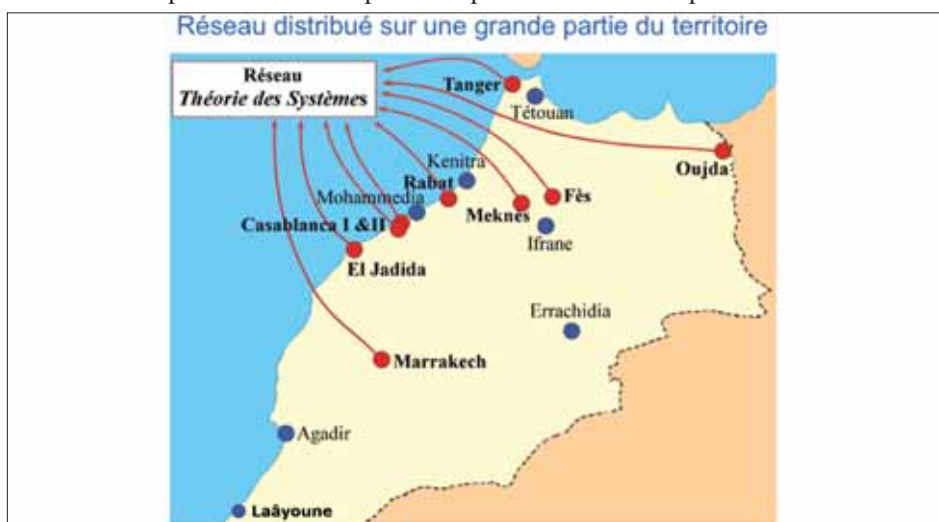 Réseau distribué sur une grande partie du territoire
Réseau
Théorie des Systèmes
Tanger
Tétouan
Kenitra
Rabat
Oujda
Mohammedia
Fès
Meknès
Casablanca I &II
Ifrane
El Jadida
Errachidia
Marrakech
Agadir
Laâyoune